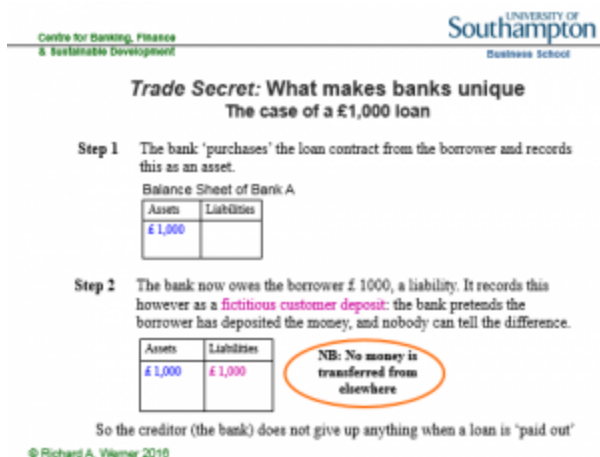 Centre for Banking, Finance
& Sustainable Development
UNIVERSITY OF
Southampton
Business School
Trade Secret: What makes banks unique
The case of a £1,000 loan
Step 1 The bank ‘purchases’ the loan contract from the borrower and records
this as an asset.
Balance Sheet of Bank A
Assets Liabilities
£1,000
Step 2 The bank now owes the borrower £ 1000, a liability. It records this
however as a fictitious customer deposit: the bank pretends the
borrower has deposited the money, and nobody can tell the difference.
Assets Liabilities
£1,000 £1,000
NB: No money is
transferred from
elsewhere
So the creditor (the bank) does not give up anything when a loan is ‘paid out’
© Richard A. Werner 2016